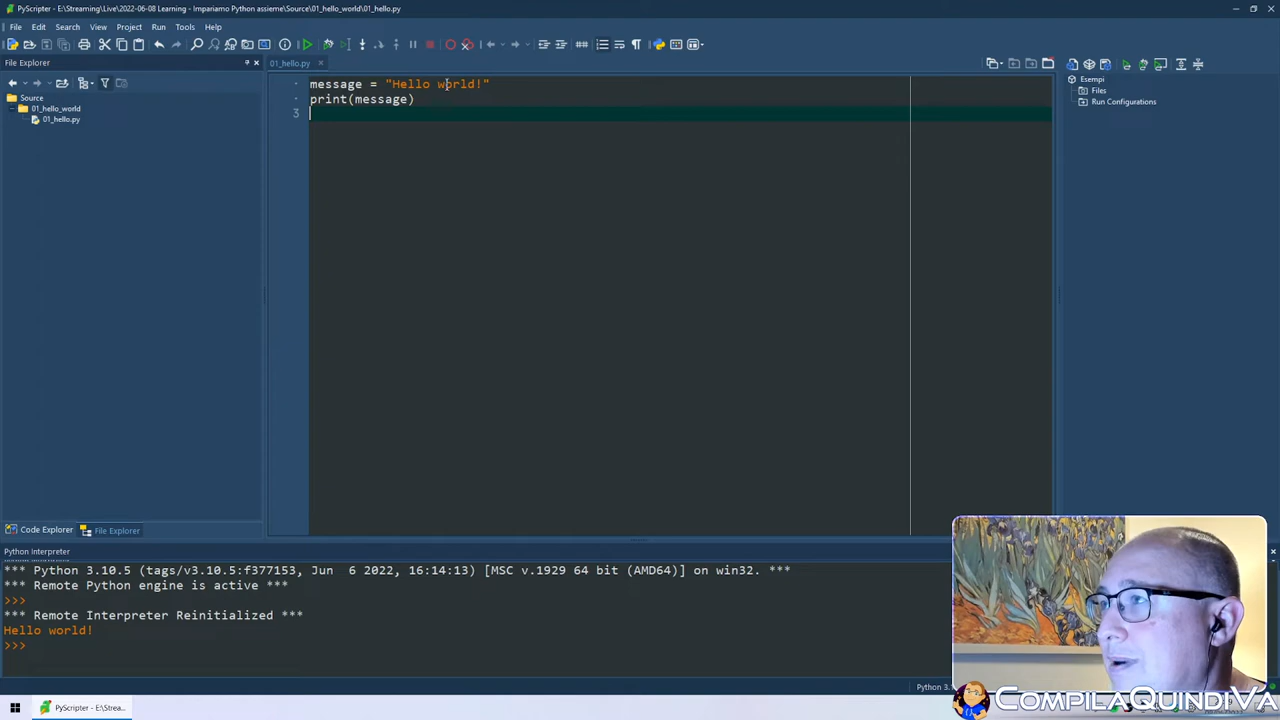 PyScripter - E:\Streaming\Live\2022-06-08 Learning - Impariamo Python assieme\Source\01_hello_world\01_hello.py
File Edit Search View Project Run Tools Help
File Explorer
01_hello.py
Source
01_hello_world
01_hello.py
message = "Hello world!"
print(message)
3
Esempi
Files
Run Configurations
Code Explorer
File Explorer
Python Interpreter
*** Python 3.10.5 (tags/v3.10.5:f377153, Jun  6 2022, 16:14:13) [MSC v.1929 64 bit (AMD64)] on win32. ***
*** Remote Python engine is active ***
>>>
*** Remote Interpreter Reinitialized ***
Hello world!
>>>
Python 3.
PyScripter - E:\Strea...
COMPILAQUINDIVA